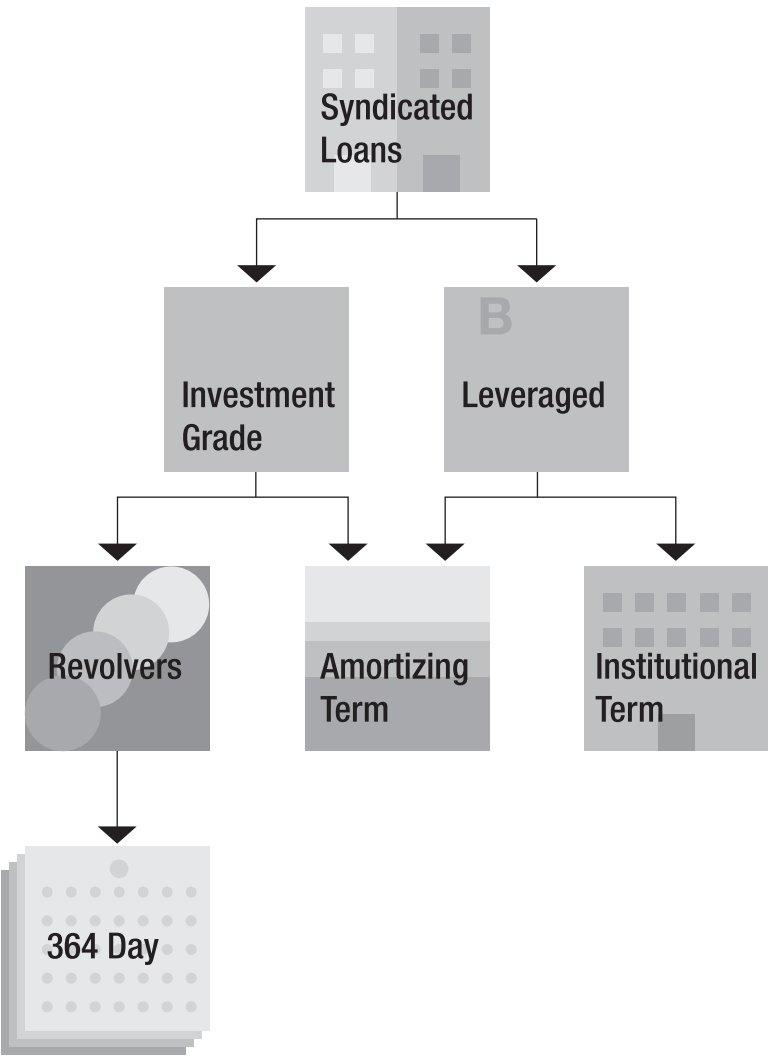 Syndicated
Loans
B
Investment
Grade
Leveraged
Revolvers
Amortizing
Term
Institutional
Term
364 Day